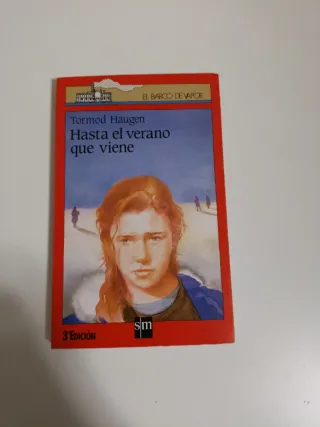 EL BARCO DE VAPOR
Tormod Haugen
Hasta el verano
que viene
3ª EDICIÓN
sm